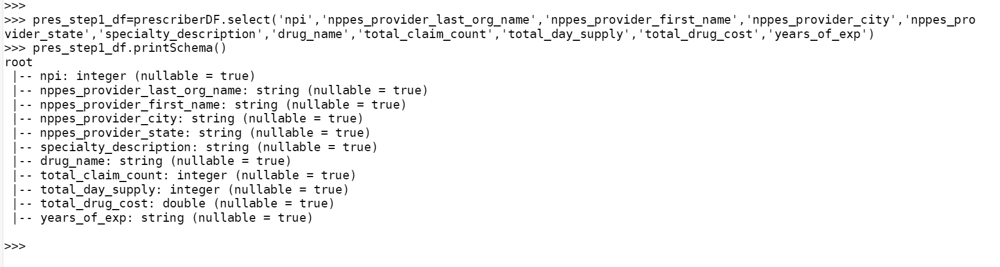 >>>
>>> pres_step1_df=prescriberDF.select('npi','nppes_provider_last_org_name','nppes_provider_first_name','nppes_provider_city','nppes_pro
vider_state','specialty_description','drug_name','total_claim_count','total_day_supply','total_drug_cost','years_of_exp')
>>> pres_step1_df.printSchema()
root
 |-- npi: integer (nullable = true)
 |-- nppes_provider_last_org_name: string (nullable = true)
 |-- nppes_provider_first_name: string (nullable = true)
 |-- nppes_provider_city: string (nullable = true)
 |-- nppes_provider_state: string (nullable = true)
 |-- specialty_description: string (nullable = true)
 |-- drug_name: string (nullable = true)
 |-- total_claim_count: integer (nullable = true)
 |-- total_day_supply: integer (nullable = true)
 |-- total_drug_cost: double (nullable = true)
 |-- years_of_exp: string (nullable = true)

>>>